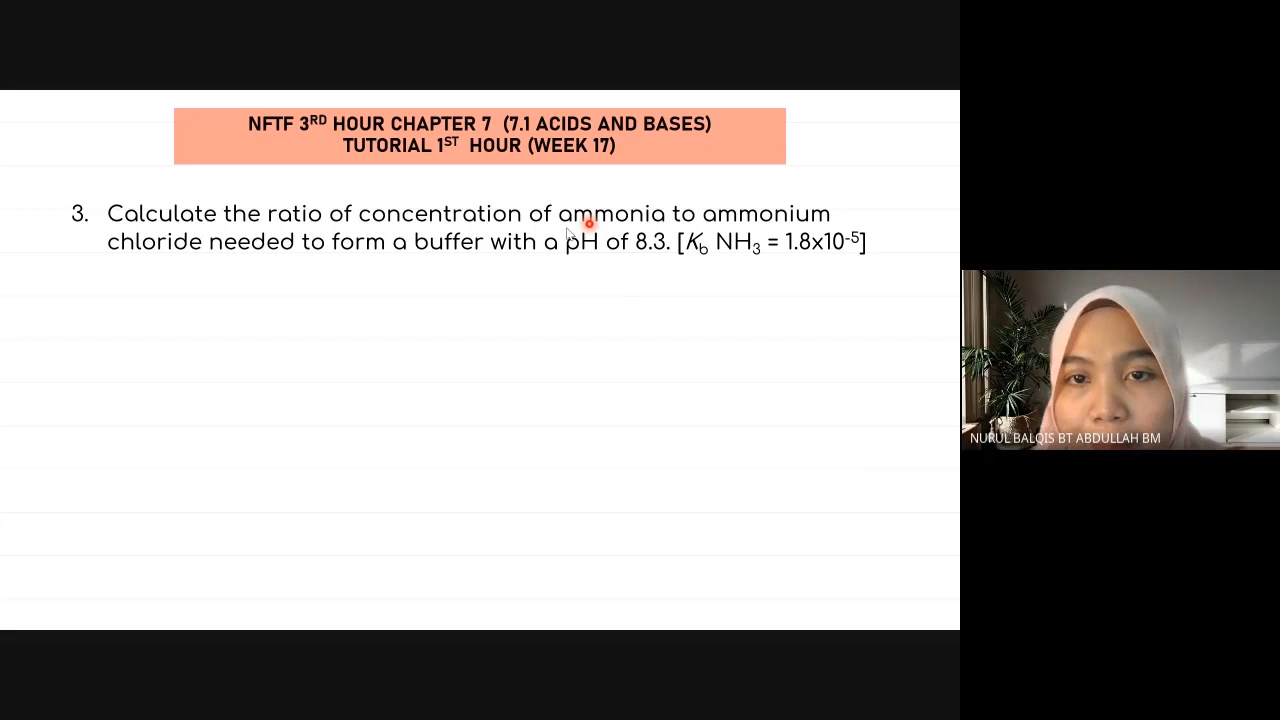 NFTF 3RD HOUR CHAPTER 7 (7.1 ACIDS AND BASES)
TUTORIAL 1ST HOUR (WEEK 17)
3. Calculate the ratio of concentration of ammonia to ammonium
chloride needed to form a buffer with a pH of 8.3. [Kb NH3 = 1.8x10-5]
NURUL BALQIS BT ABDULLAH BM